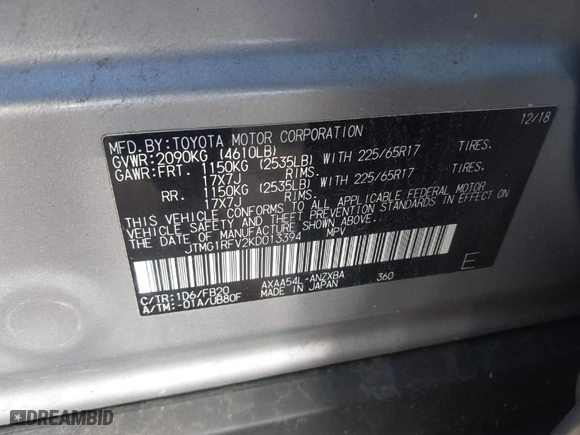 MFD.BY:TOYOTA MOTOR CORPORATION 12/18
GVWR:2090KG (4610LB)
GAWR:FRT. 1150KG (2535LB) WITH 225/65R17 TIRES.
17X7J RIMS.
RR. 1150KG (2535LB) WITH 225/65R17 TIRES.
17X7J RIMS.
THIS VEHICLE CONFORMS TO ALL APPLICABLE FEDERAL MOTOR
VEHICLE SAFETY AND THEFT PREVENTION STANDARDS IN EFFECT ON
THE DATE OF MANUFACTURE SHOWN ABOVE.
JTMG1RFV2KD013394 MPV
C/TR:1D6/FB20 AXAA54L-ANZXBA 360 E
A/TM:-01A/UB80F MADE IN JAPAN
DREAMBID